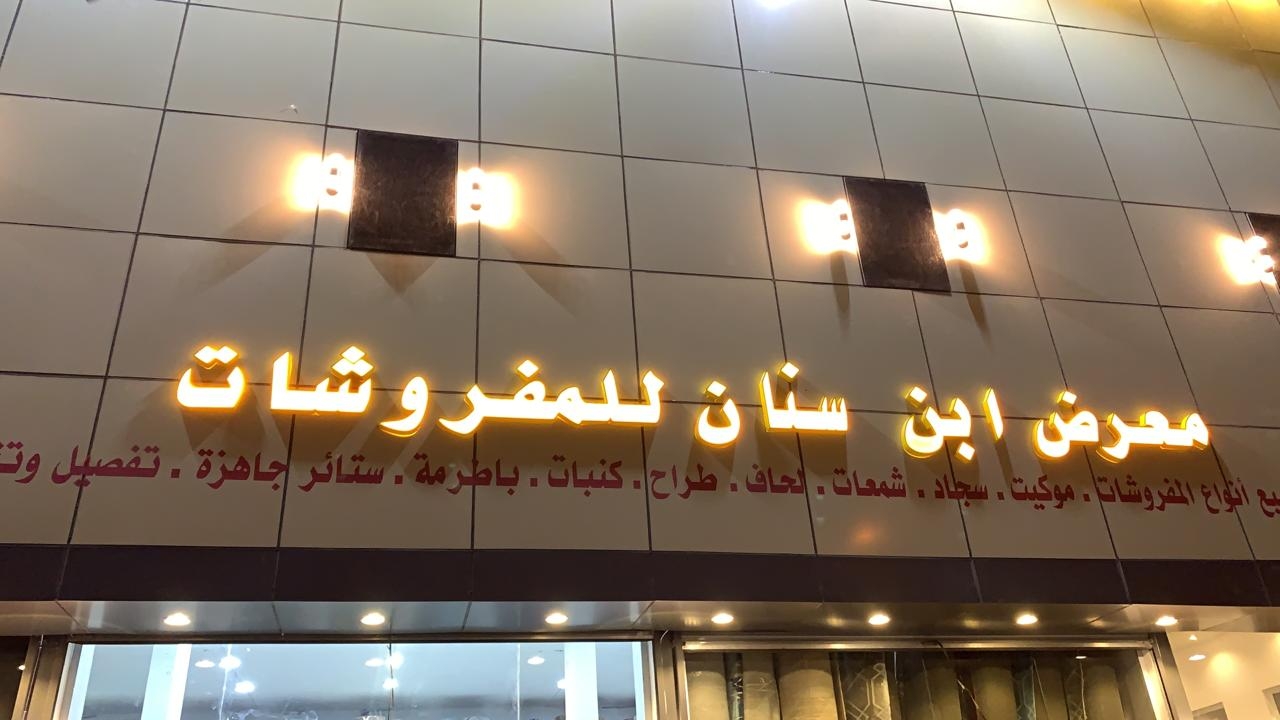 معرض ابن سنان للمفروشات
أنواع المفروشات . موكيت . سجاد . شمعات . لحاف . طراح . كنبات . باطرمة . ستائر جاهزة . تفصيل